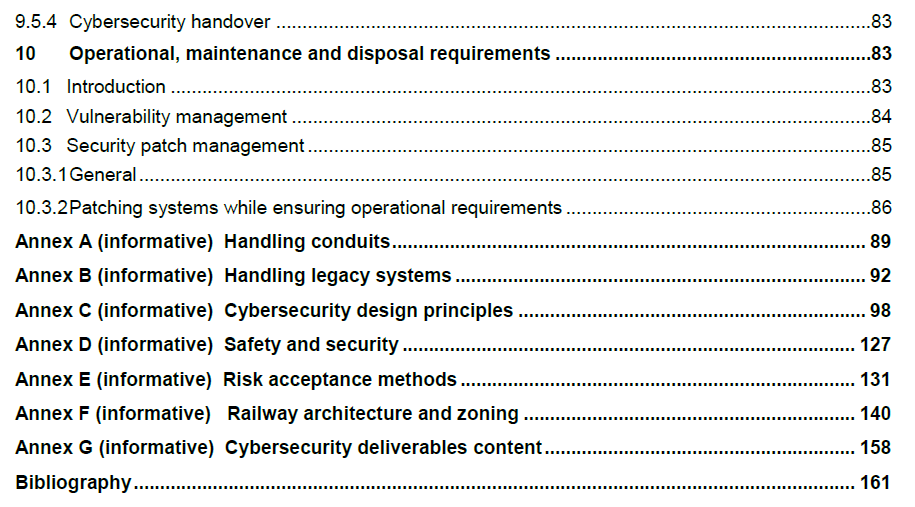 9.5.4 Cybersecurity handover ........................................................................................................83
10 Operational, maintenance and disposal requirements .......................................................83
10.1 Introduction ..........................................................................................................................83
10.2 Vulnerability management ....................................................................................................84
10.3 Security patch management .................................................................................................85
10.3.1General ...............................................................................................................................85
10.3.2Patching systems while ensuring operational requirements .....................................................86
Annex A (informative) Handling conduits................................................................................... 89
Annex B (informative) Handling legacy systems ....................................................................... 92
Annex C (informative) Cybersecurity design principles ............................................................. 98
Annex D (informative) Safety and security ............................................................................... 127
Annex E (informative) Risk acceptance methods ..................................................................... 131
Annex F (informative) Railway architecture and zoning .......................................................... 140
Annex G (informative) Cybersecurity deliverables content...................................................... 158
Bibliography............................................................................................................................... 161